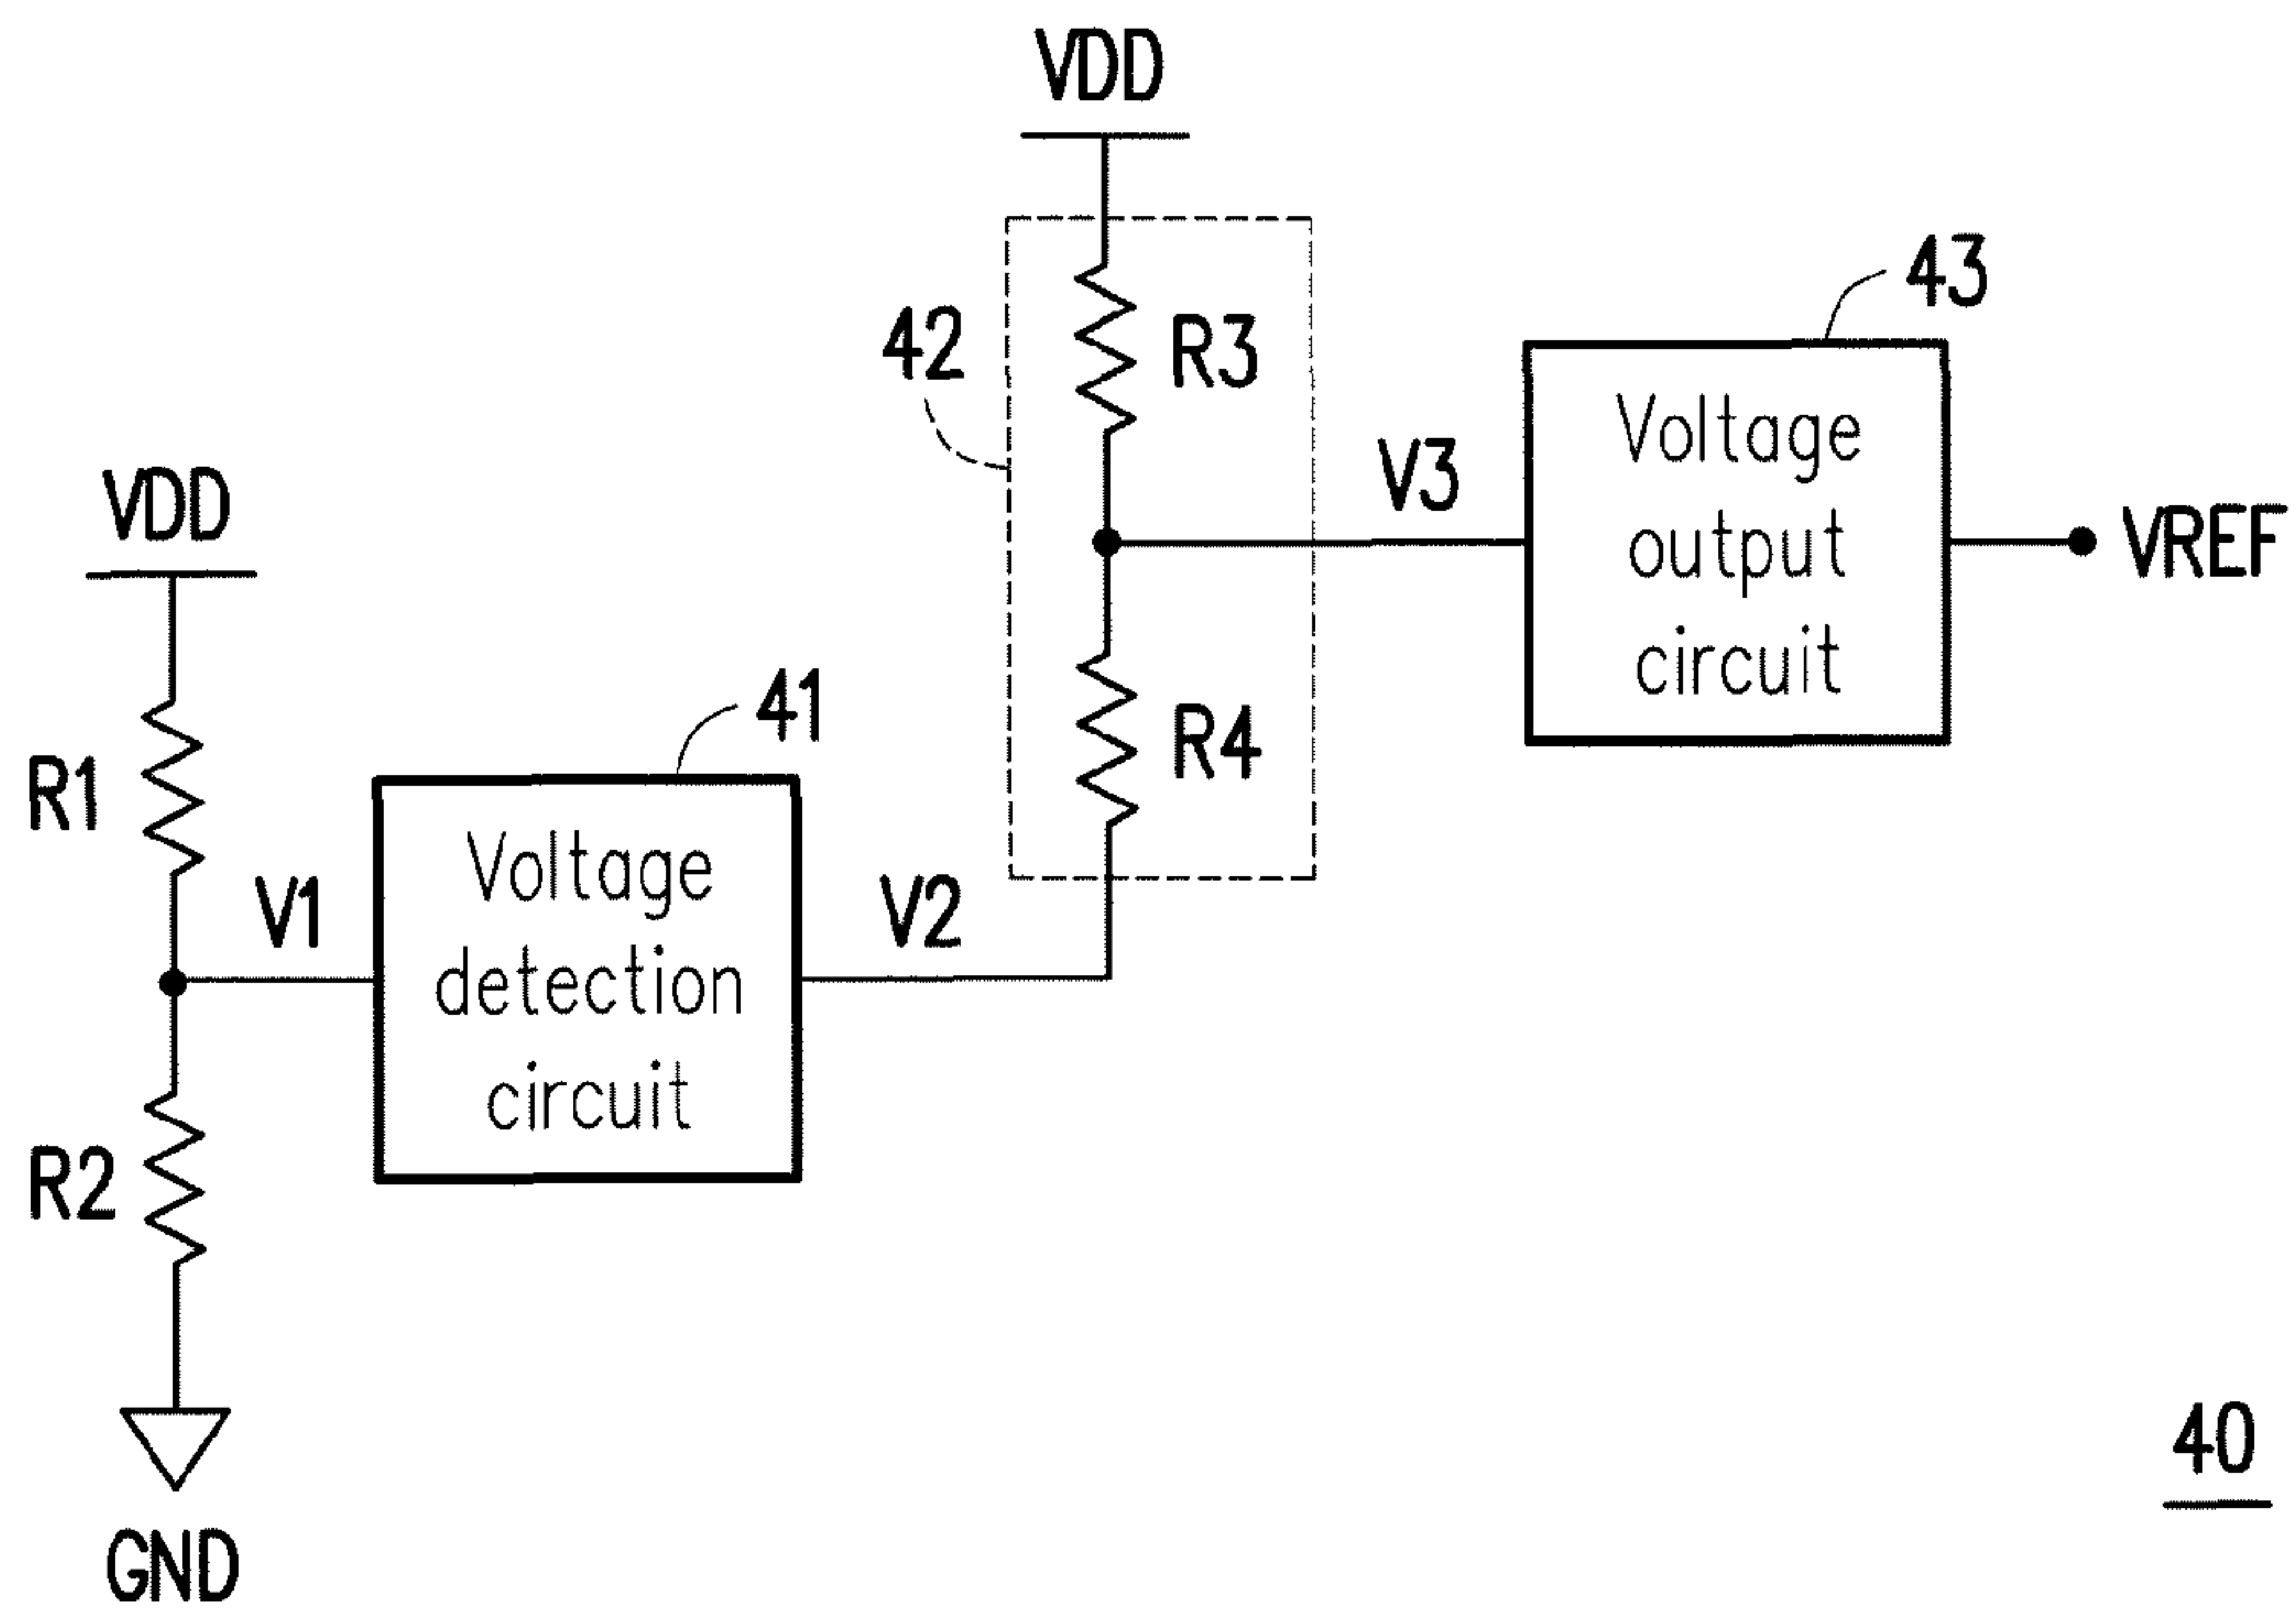 VDD
43
42
R3
Voltage
output
circuit
V3
VREF
VDD
41
R4
R1
Voltage
detection
circuit
V1
V2
R2
40
GND